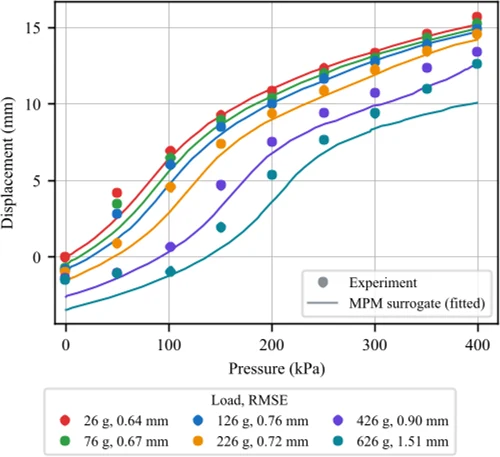 15
10
5
0
Displacement (mm)
Experiment
MPM surrogate (fitted)
0 100 200 300 400
Pressure (kPa)
Load, RMSE
26 g, 0.64 mm 126 g, 0.76 mm 426 g, 0.90 mm
76 g, 0.67 mm 226 g, 0.72 mm 626 g, 1.51 mm